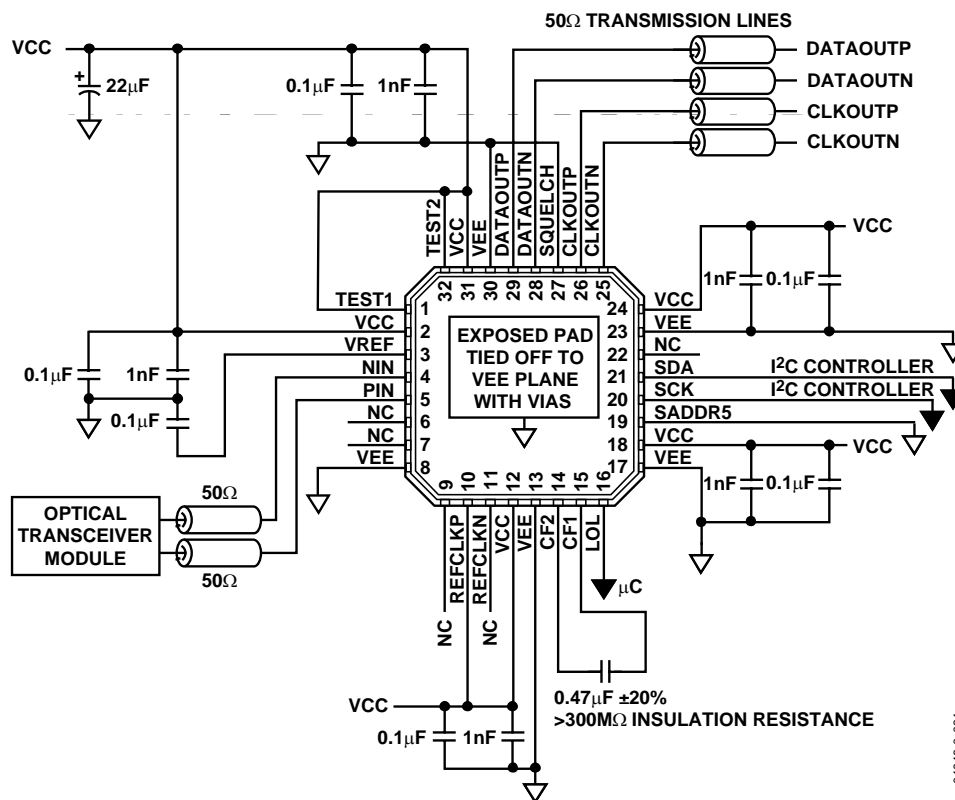 50Ω TRANSMISSION LINES
VCC
DATAOUTP
DATAOUTN
CLKOUTP
CLKOUTN
+
22µF
0.1µF
1nF
TEST2
VCC
VEE
DATAOUTP
DATAOUTN
SQUELCH
CLKOUTP
CLKOUTN
32
31
30
29
28
27
26
25
TEST1
VCC
VREF
NIN
PIN
NC
NC
VEE
1
2
3
4
5
6
7
8
0.1µF
1nF
0.1µF
EXPOSED PAD
TIED OFF TO
VEE PLANE
WITH VIAS
24
23
22
21
20
19
18
17
VCC
VEE
NC
SDA
SCK
SADDR5
VCC
VEE
VCC
1nF
0.1µF
I²C CONTROLLER
I²C CONTROLLER
VCC
1nF
0.1µF
OPTICAL
TRANSCEIVER
MODULE
50Ω
50Ω
9
10
11
12
13
14
15
16
REFCLKP
REFCLKN
VCC
VEE
CF2
CF1
LOL
NC
NC
µC
0.47µF ±20%
>300MΩ INSULATION RESISTANCE
VCC
0.1µF
1nF